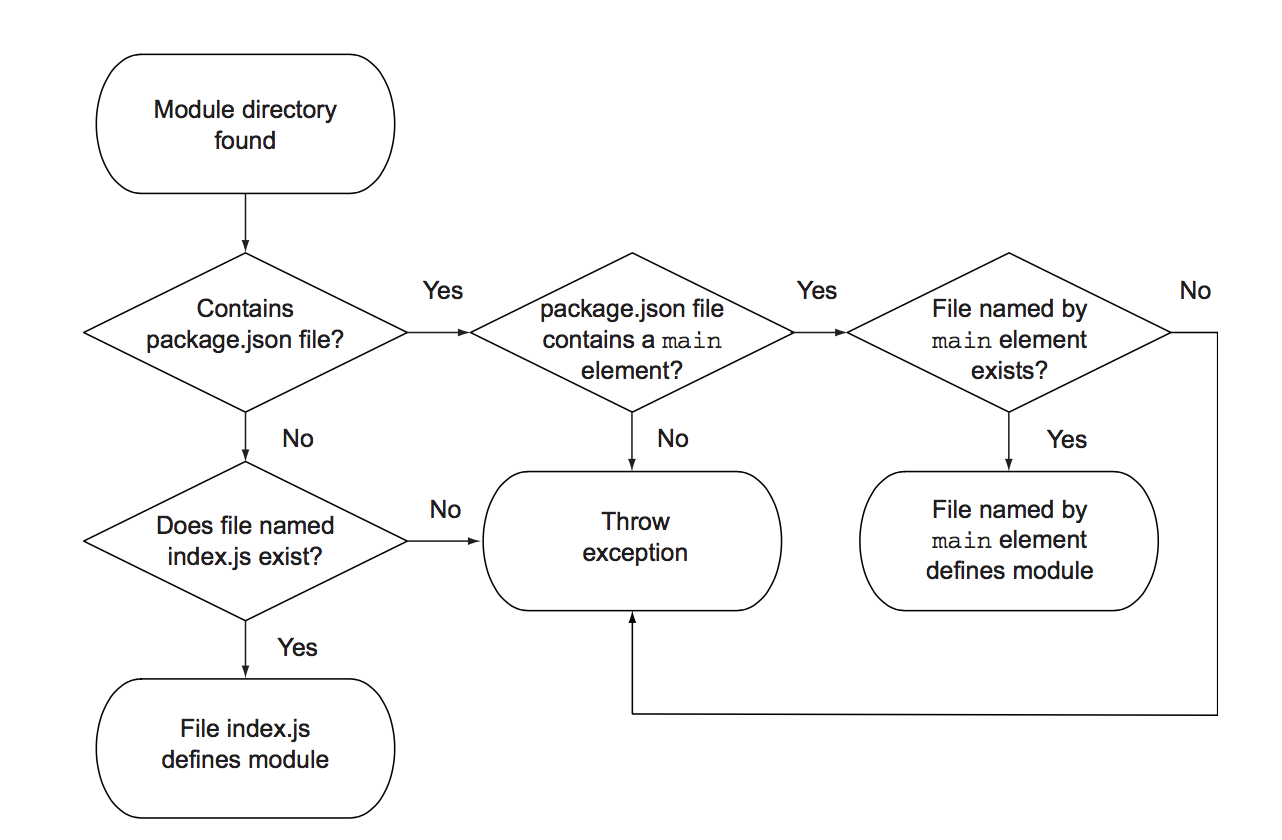 Module directory
found
Contains
package.json file?
Yes
package.json file
contains a main
element?
Yes
File named by
main element
exists?
No
No
No
Yes
Does file named
index.js exist?
No
Throw
exception
File named by
main element
defines module
Yes
File index.js
defines module